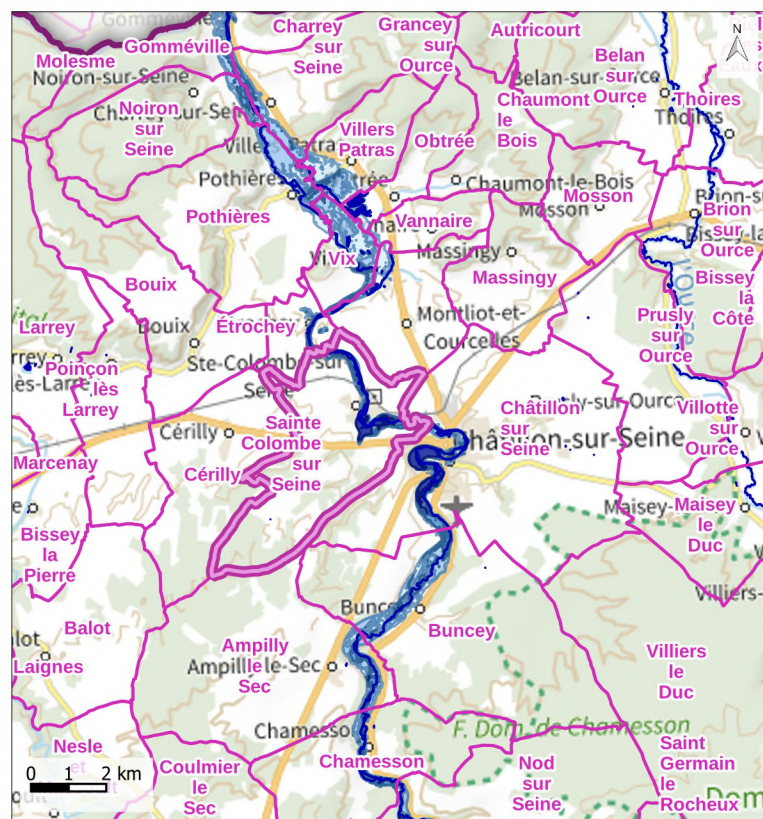 Gommeville
Molesme
Gomméville
Charrey
sur
Seine
Grancey
sur
Ource
Autricourt
Belan
sur
Ource
N
Noiron-sur-Seine
Noiron
sur
Seine
Belan-sur-Ource
Chaumont
le
Bois
Thoires
Thoires
Villers
Patras
Obtrée
Pothières
Pothières
Chaumont-le-Bois
Mosson
Mosson
Vannaire
Brion
sur
Ource
Vix
Massingy
Massingy
Bouix
Bouix
Bissey
la
Côte
l'Ource
Larrey
Étrochey
Montliot-et-
Courcelles
Prusly
sur
Ource
Poinçon
lès
Larrey
Ste-Colombe-sur-
Seine
Cérilly
Cérilly
Sainte
Colombe
sur
Seine
Châtillon
sur
Seine
Villotte
sur
Ource
Marcenay
Maisey
le
Duc
Bissey
la
Pierre
Balot
Laignes
Buncey
Ampilly
le
Sec
Ampilly-le-Sec
Villiers
le
Duc
F. Dom. de Chamesson
Chamesson
Nesle
et
Coulmier
le
Sec
Nod
sur
Seine
Saint
Germain
le
Rocheux
0 1 2 km